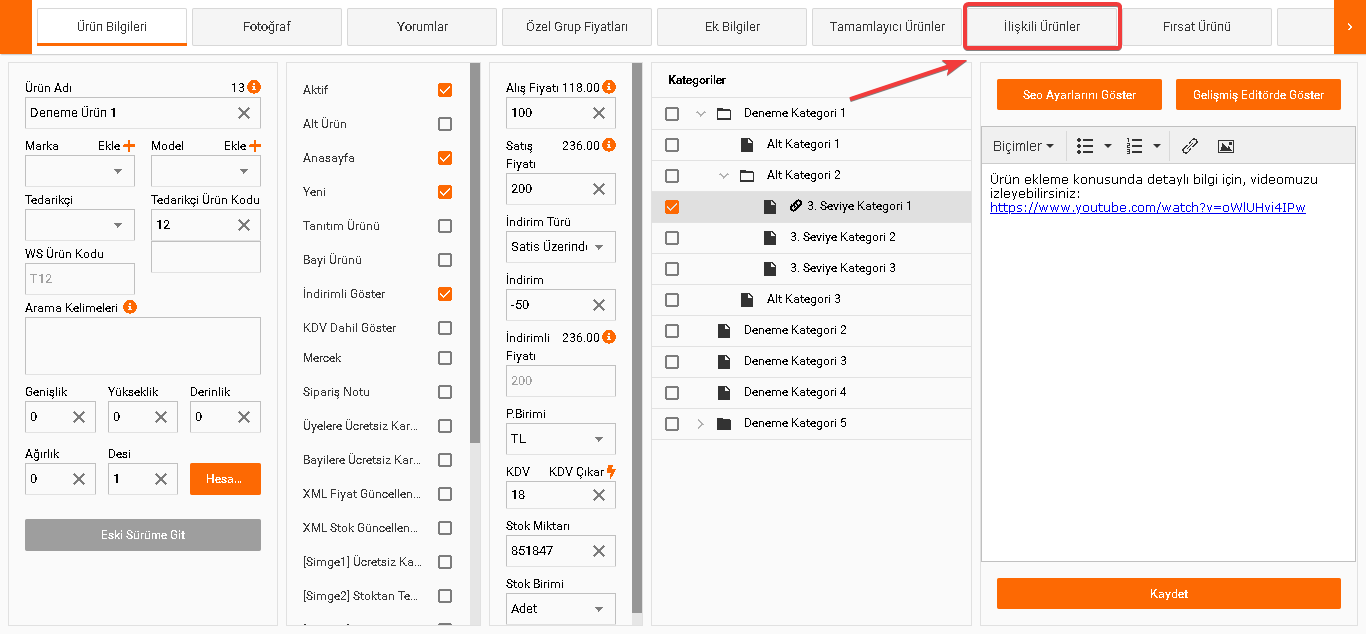 Ürün Bilgileri
Fotoğraf
Yorumlar
Özel Grup Fiyatları
Ek Bilgiler
Tamamlayıcı Ürünler
İlişkili Ürünler
Fırsat Ürünü
Ürün Adı 13
Deneme Ürün 1
Marka Ekle
Model Ekle
Tedarikçi
Tedarikçi Ürün Kodu
12
WS Ürün Kodu
T12
Arama Kelimeleri
Genişlik Yükseklik Derinlik
0 0 0
Ağırlık Desi
0 1 Hesa...
Eski Sürüme Git
Aktif
Alt Ürün
Anasayfa
Yeni
Tanıtım Ürünü
Bayi Ürünü
İndirimli Göster
KDV Dahil Göster
Mercek
Sipariş Notu
Üyelere Ücretsiz Kar...
Bayilere Ücretsiz Kar...
XML Fiyat Güncellen...
XML Stok Güncellen...
[Simge1] Ücretsiz Ka...
[Simge2] Stoktan Te...
Alış Fiyatı 118.00
100
Satış 236.00
Fiyatı
200
İndirim Türü
Satis Üzerind
İndirim
-50
İndirimli 236.00
Fiyatı
200
P.Birimi
TL
KDV KDV Çıkar
18
Stok Miktarı
851847
Stok Birimi
Adet
Kategoriler
Deneme Kategori 1
Alt Kategori 1
Alt Kategori 2
3. Seviye Kategori 1
3. Seviye Kategori 2
3. Seviye Kategori 3
Alt Kategori 3
Deneme Kategori 2
Deneme Kategori 3
Deneme Kategori 4
Deneme Kategori 5
Seo Ayarlarını Göster
Gelişmiş Editörde Göster
Biçimler
Ürün ekleme konusunda detaylı bilgi için, videomuzu
izleyebilirsiniz:
https://www.youtube.com/watch?v=oWlUHvi4IPw
Kaydet